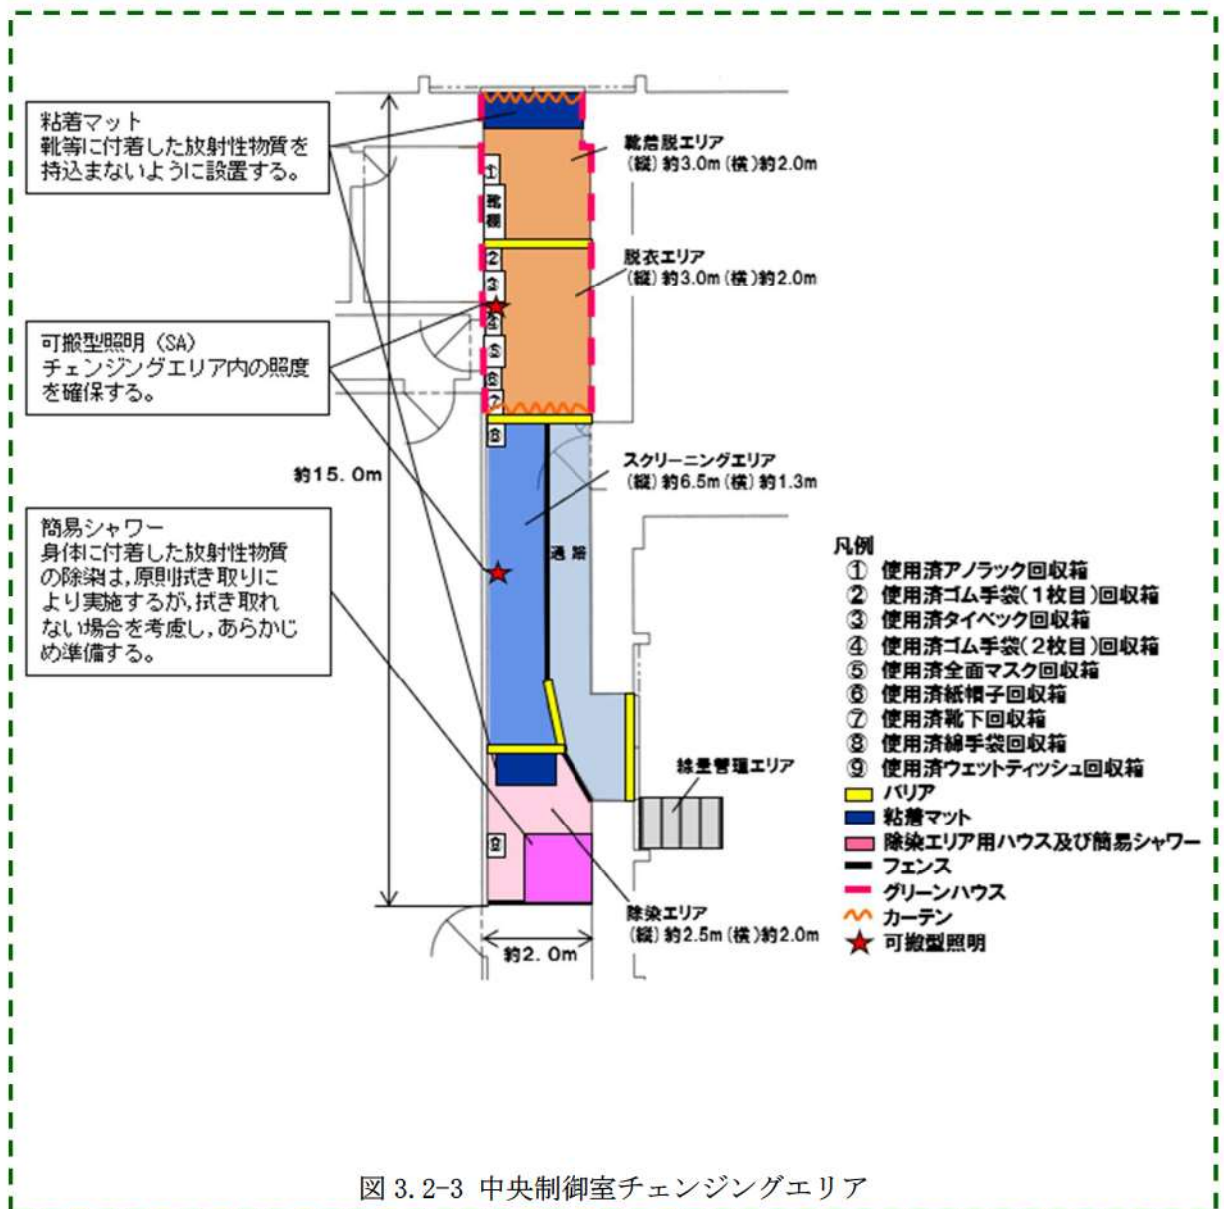 粘着マット
靴等に付着した放射性物質を
持込まないように設置する。
可搬型照明（SA）
チェンジングエリア内の照度
を確保する。
簡易シャワー
身体に付着した放射性物質
の除染は，原則拭き取りに
より実施するが，拭き取れ
ない場合を考慮し，あらかじ
め準備する。
約15.0m
①
靴棚
②
③
④
⑤
⑥
⑦
⑧
⑨
通路
靴着脱エリア
（縦）約3.0m（横）約2.0m
脱衣エリア
（縦）約3.0m（横）約2.0m
スクリーニングエリア
（縦）約6.5m（横）約1.3m
線量管理エリア
除染エリア
（縦）約2.5m（横）約2.0m
約2.0m
凡例
① 使用済アノラック回収箱
② 使用済ゴム手袋（1枚目）回収箱
③ 使用済タイベック回収箱
④ 使用済ゴム手袋（2枚目）回収箱
⑤ 使用済全面マスク回収箱
⑥ 使用済紙帽子回収箱
⑦ 使用済靴下回収箱
⑧ 使用済綿手袋回収箱
⑨ 使用済ウェットティッシュ回収箱
バリア
粘着マット
除染エリア用ハウス及び簡易シャワー
フェンス
グリーンハウス
カーテン
可搬型照明
図 3.2-3 中央制御室チェンジングエリア